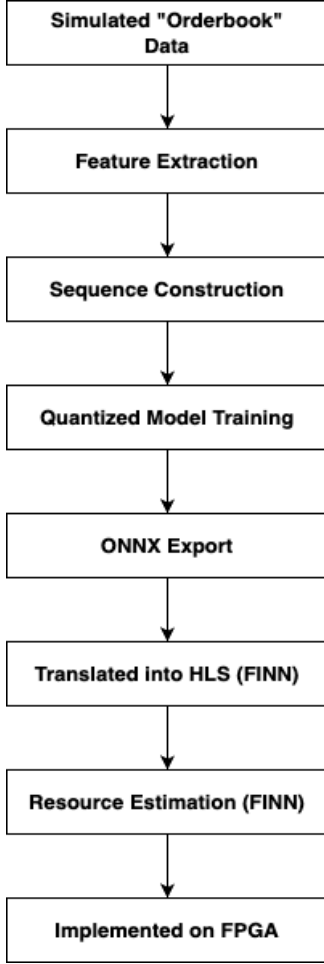 Simulated "Orderbook"
Data
Feature Extraction
Sequence Construction
Quantized Model Training
ONNX Export
Translated into HLS (FINN)
Resource Estimation (FINN)
Implemented on FPGA